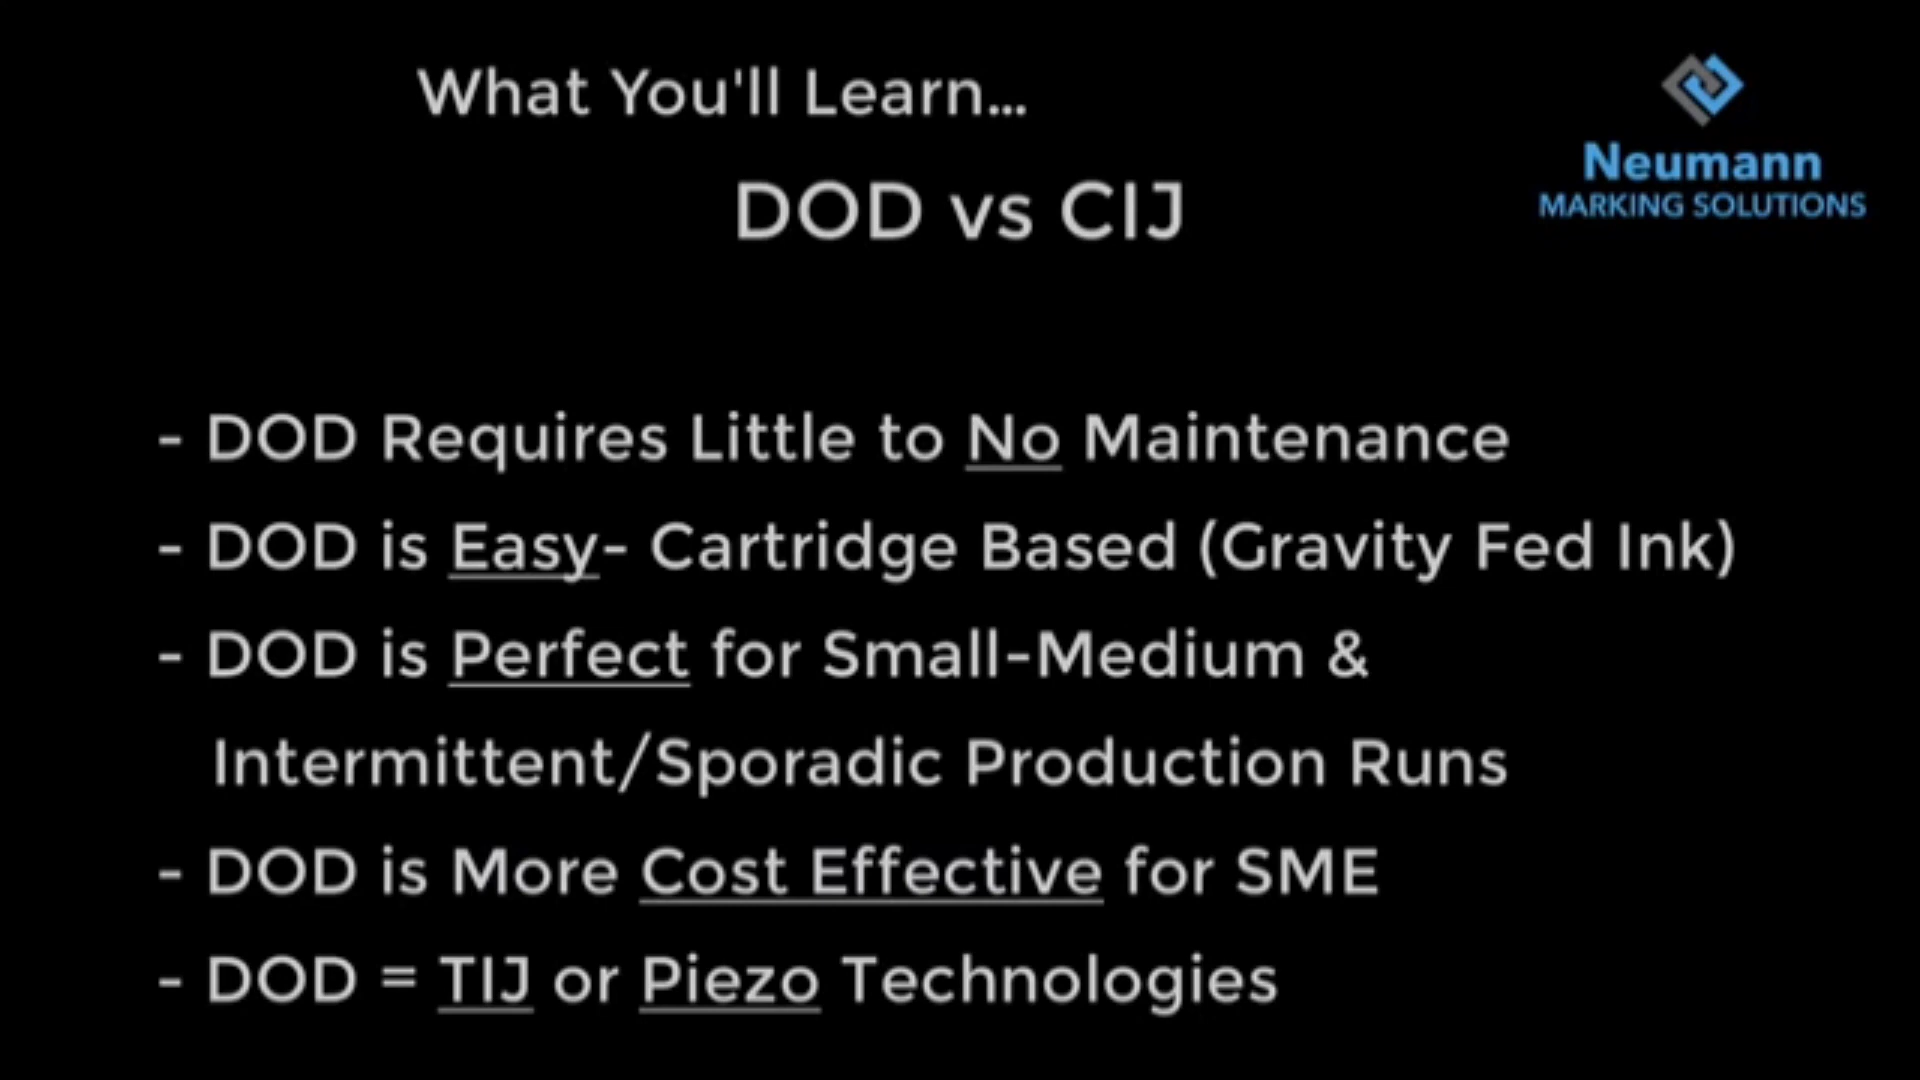 What You'll Learn...
Neumann
MARKING SOLUTIONS
DOD vs CIJ
- DOD Requires Little to No Maintenance
- DOD is Easy- Cartridge Based (Gravity Fed Ink)
- DOD is Perfect for Small-Medium &
Intermittent/Sporadic Production Runs
- DOD is More Cost Effective for SME
- DOD = TIJ or Piezo Technologies